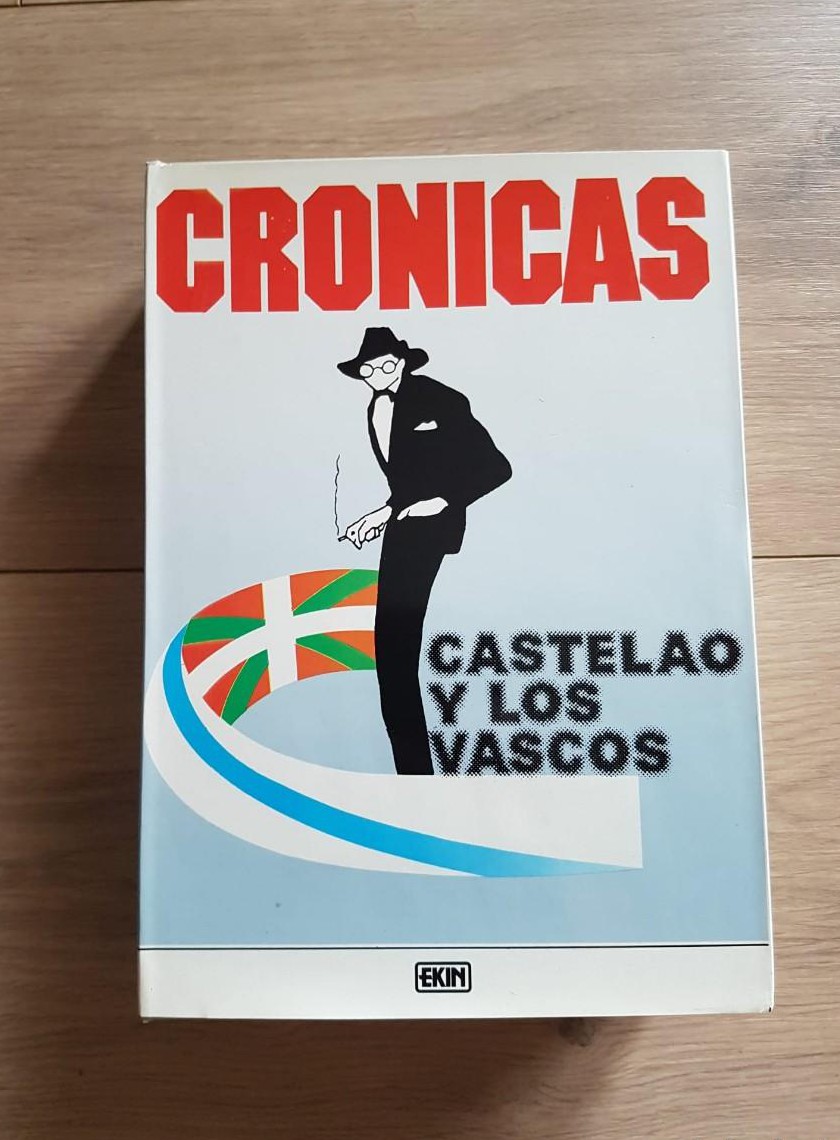 CRONICAS
CASTELAO
Y LOS
VASCOS
EKIN